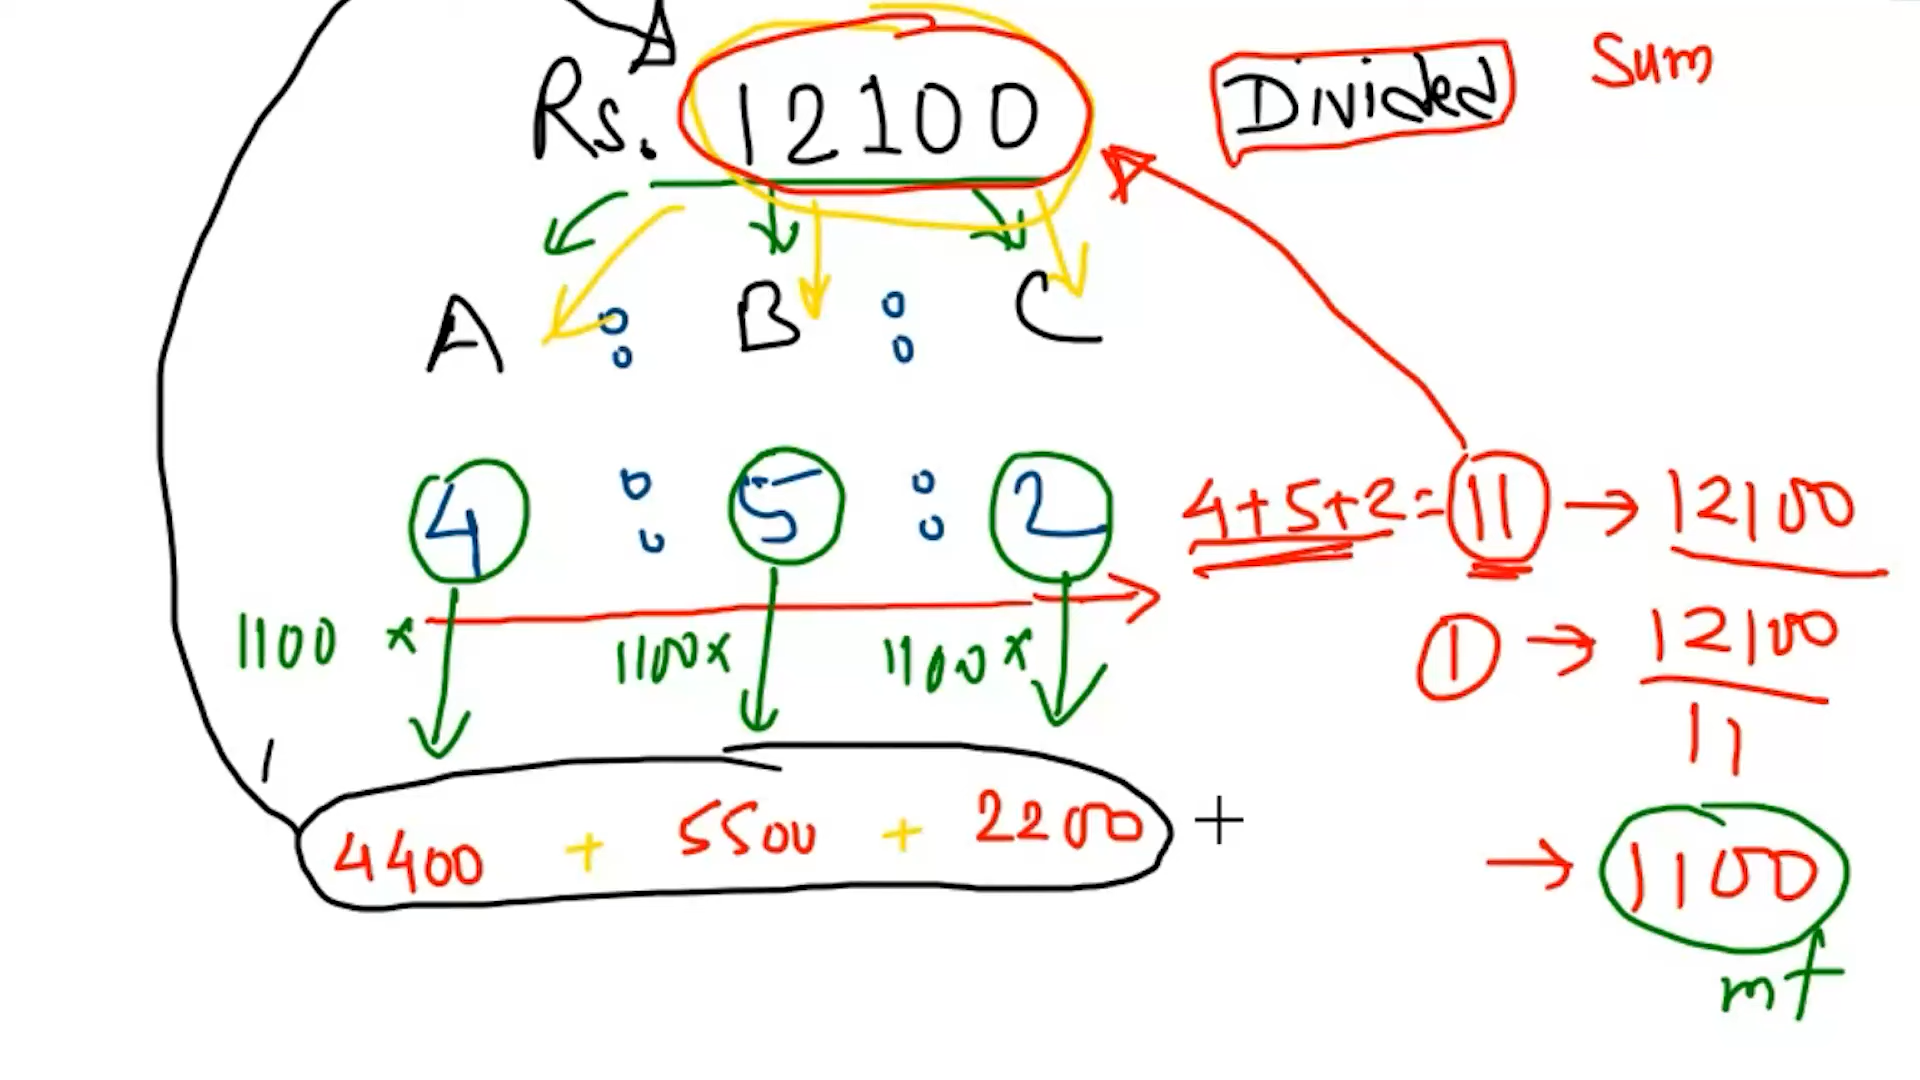 Rs. 12100 Divided Sum
A : B : C
4 : 5 : 2 4+5+2=11 → 12100
1100 × 1100× 1100× 1 → 12100
11
4400 + 5500 + 2200 → 1100
mf